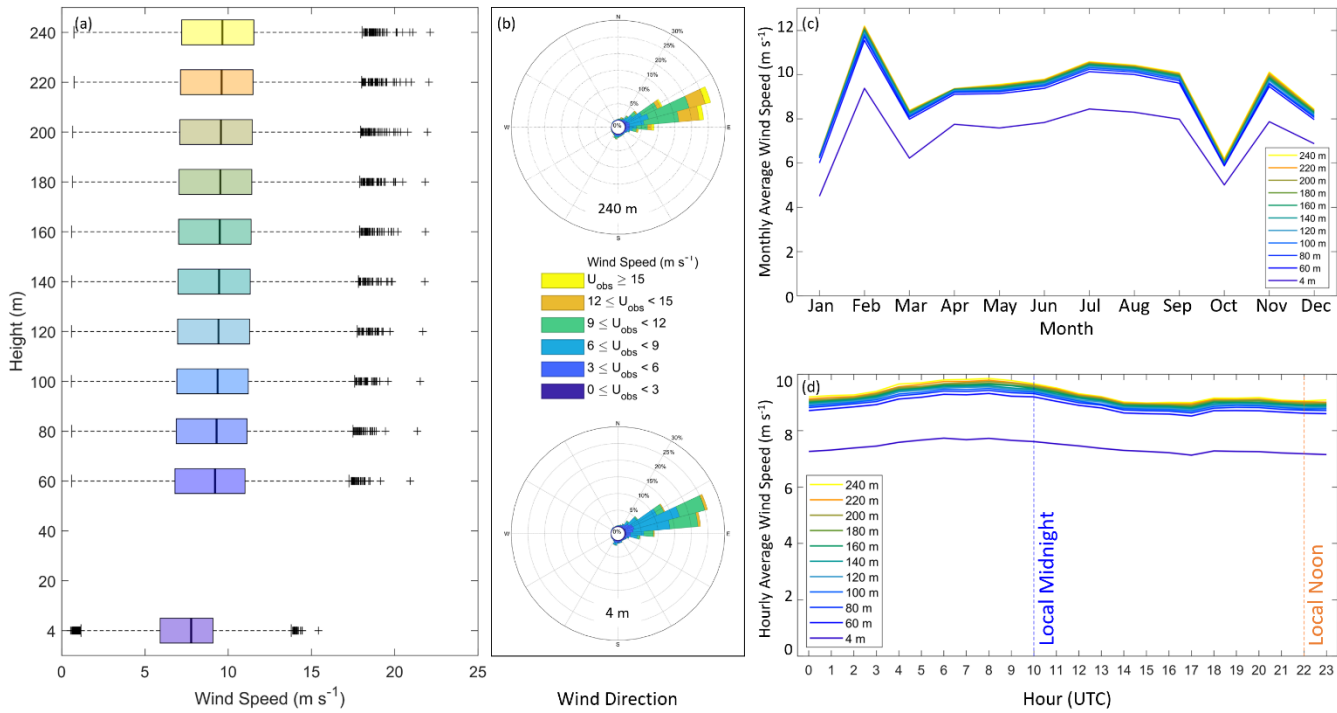 (a)
Height (m)
240
220
200
180
160
140
120
100
80
60
40
20
4
0
5
10
15
20
25
Wind Speed (m s⁻¹)
(b)
N
30%
25%
20%
15%
10%
5%
0%
W
E
S
240 m
Wind Speed (m s⁻¹)
U_obs ≥ 15
12 ≤ U_obs < 15
9 ≤ U_obs < 12
6 ≤ U_obs < 9
3 ≤ U_obs < 6
0 ≤ U_obs < 3
N
30%
25%
20%
15%
10%
5%
0%
W
E
S
4 m
Wind Direction
(c)
Monthly Average Wind Speed (m s⁻¹)
12
10
8
6
4
2
0
240 m
220 m
200 m
180 m
160 m
140 m
120 m
100 m
80 m
60 m
4 m
Jan Feb Mar Apr May Jun Jul Aug Sep Oct Nov Dec
Month
(d)
Hourly Average Wind Speed (m s⁻¹)
10
8
6
4
2
0
240 m
220 m
200 m
180 m
160 m
140 m
120 m
100 m
80 m
60 m
4 m
Local Midnight
Local Noon
0 1 2 3 4 5 6 7 8 9 10 11 12 13 14 15 16 17 18 19 20 21 22 23
Hour (UTC)